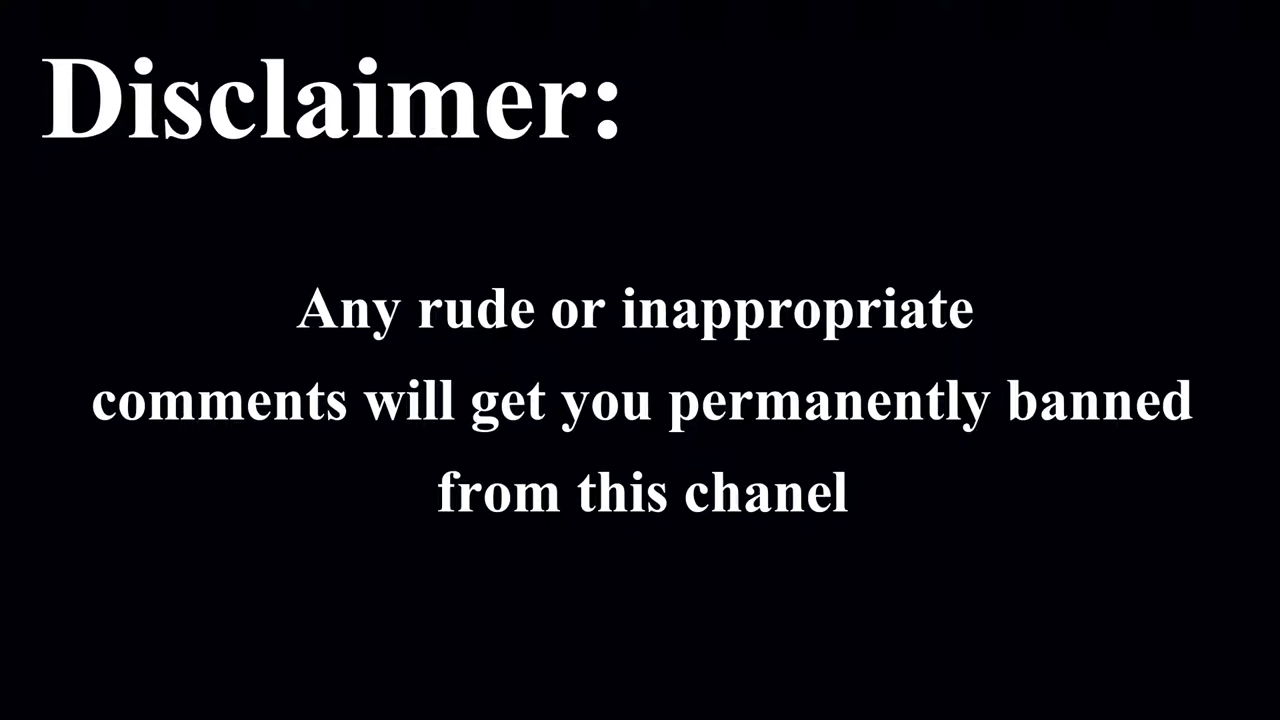 Disclaimer:
Any rude or inappropriate
comments will get you permanently banned
from this chanel